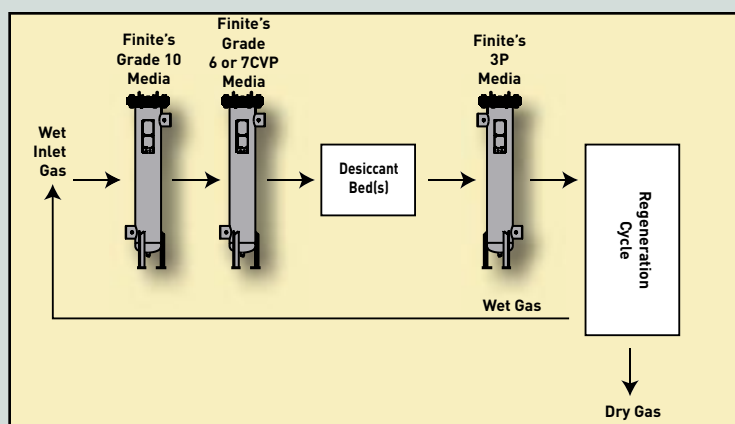 Finite's
Grade 10
Media
Finite's
Grade
6 or 7CVP
Media
Finite's
3P
Media
Wet
Inlet
Gas
Desiccant
Bed(s)
Regeneration
Cycle
Wet Gas
Dry Gas